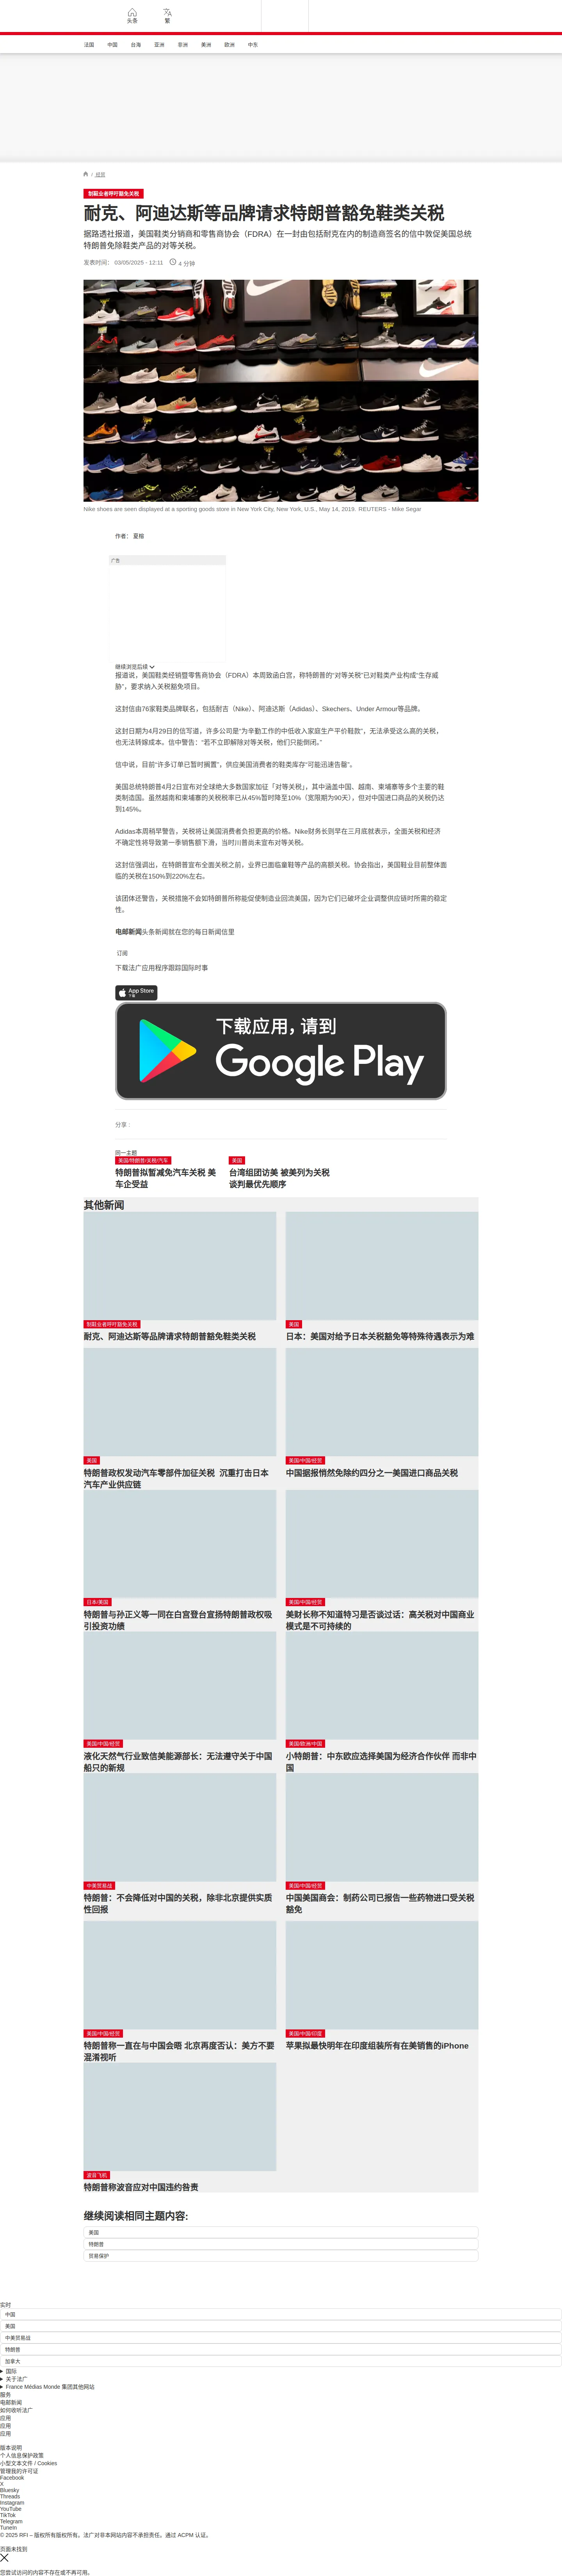 头条
繁
法国
中国
台海
亚洲
非洲
美洲
欧洲
中东
/ 经贸
制鞋业者呼吁豁免关税
耐克、阿迪达斯等品牌请求特朗普豁免鞋类关税
据路透社报道，美国鞋类分销商和零售商协会（FDRA）在一封由包括耐克在内的制造商签名的信中敦促美国总统
特朗普免除鞋类产品的对等关税。
发表时间： 03/05/2025 - 12:11 4 分钟
Nike shoes are seen displayed at a sporting goods store in New York City, New York, U.S., May 14, 2019. REUTERS - Mike Segar
作者： 夏榕
广告
继续浏览后续
报道说，美国鞋类经销暨零售商协会（FDRA）本周致函白宫，称特朗普的“对等关税”已对鞋类产业构成“生存威
胁”，要求纳入关税豁免项目。
这封信由76家鞋类品牌联名，包括耐吉（Nike）、阿迪达斯（Adidas）、Skechers、Under Armour等品牌。
这封日期为4月29日的信写道，许多公司是“为辛勤工作的中低收入家庭生产平价鞋款”，无法承受这么高的关税，
也无法转嫁成本。信中警告：“若不立即解除对等关税，他们只能倒闭。”
信中说，目前“许多订单已暂时搁置”，供应美国消费者的鞋类库存“可能迅速告罄”。
美国总统特朗普4月2日宣布对全球绝大多数国家加征「对等关税」，其中涵盖中国、越南、柬埔寨等多个主要的鞋
类制造国。虽然越南和柬埔寨的关税税率已从45%暂时降至10%（宽限期为90天），但对中国进口商品的关税仍达
到145%。
Adidas本周稍早警告，关税将让美国消费者负担更高的价格。Nike财务长则早在三月底就表示，全面关税和经济
不确定性将导致第一季销售额下滑，当时川普尚未宣布对等关税。
这封信强调出，在特朗普宣布全面关税之前，业界已面临童鞋等产品的高额关税。协会指出，美国鞋业目前整体面
临的关税在150%到220%左右。
该团体还警告，关税措施不会如特朗普所称能促使制造业回流美国，因为它们已破坏企业调整供应链时所需的稳定
性。
电邮新闻头条新闻就在您的每日新闻信里
订阅
下载法广应用程序跟踪国际时事
App Store
下载
下载应用，请到
Google Play
分享 :
同一主题
美国/特朗普/关税/汽车
特朗普拟暂减免汽车关税 美
车企受益
美国
台湾组团访美 被美列为关税
谈判最优先顺序
其他新闻
制鞋业者呼吁豁免关税
耐克、阿迪达斯等品牌请求特朗普豁免鞋类关税
美国
日本：美国对给予日本关税豁免等特殊待遇表示为难
美国
特朗普政权发动汽车零部件加征关税 沉重打击日本
汽车产业供应链
美国/中国/经贸
中国据报悄然免除约四分之一美国进口商品关税
日本/美国
特朗普与孙正义等一同在白宫登台宣扬特朗普政权吸
引投资功绩
美国/中国/经贸
美财长称不知道特习是否谈过话：高关税对中国商业
模式是不可持续的
美国/中国/经贸
液化天然气行业致信美能源部长：无法遵守关于中国
船只的新规
美国/欧洲/中国
小特朗普：中东欧应选择美国为经济合作伙伴 而非中
国
中美贸易战
特朗普：不会降低对中国的关税，除非北京提供实质
性回报
美国/中国/经贸
中国美国商会：制药公司已报告一些药物进口受关税
豁免
美国/中国/经贸
特朗普称一直在与中国会晤 北京再度否认：美方不要
混淆视听
美国/中国/印度
苹果拟最快明年在印度组装所有在美销售的iPhone
波音飞机
特朗普称波音应对中国违约咎责
继续阅读相同主题内容:
美国
特朗普
贸易保护
实时
中国
美国
中美贸易战
特朗普
加拿大
国际
关于法广
France Médias Monde 集团其他网站
服务
电邮新闻
如何收听法广
应用
应用
应用
版本说明
个人信息保护政策
小型文本文件 / Cookies
管理我的许可证
Facebook
X
Bluesky
Threads
Instagram
YouTube
TikTok
Telegram
Tunein
© 2025 RFI – 版权所有版权所有。法广对非本网站内容不承担责任。通过 ACPM 认证。
页面未找到
您尝试访问的内容不存在或不再可用。